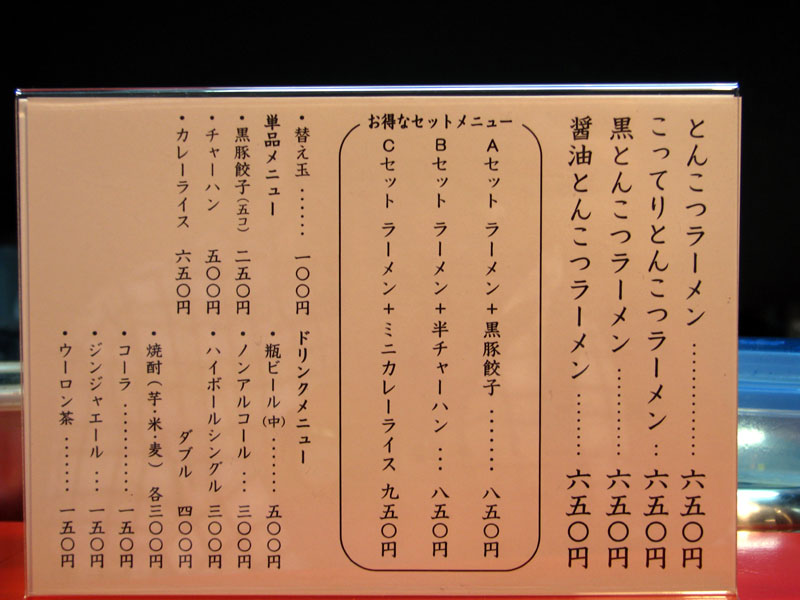 とんこつラーメン ………… 六五〇円
こってりとんこつラーメン … 六五〇円
黒とんこつラーメン ……… 六五〇円
醤油とんこつラーメン ……… 六五〇円
お得なセットメニュー
Aセット ラーメン+黒豚餃子 ……… 八五〇円
Bセット ラーメン+半チャーハン … 八五〇円
Cセット ラーメン+ミニカレーライス 九五〇円
・替え玉 …… 一〇〇円
単品メニュー
・黒豚餃子(五コ) 二五〇円
・チャーハン 五〇〇円
・カレーライス 六五〇円
ドリンクメニュー
・瓶ビール(中) ……… 五〇〇円
・ノンアルコール … 三〇〇円
・ハイボールシングル 三〇〇円
ダブル 四〇〇円
・焼酎(芋・米・麦) 各三〇〇円
・コーラ ………… 一五〇円
・ジンジャエール … 一五〇円
・ウーロン茶 ……… 一五〇円